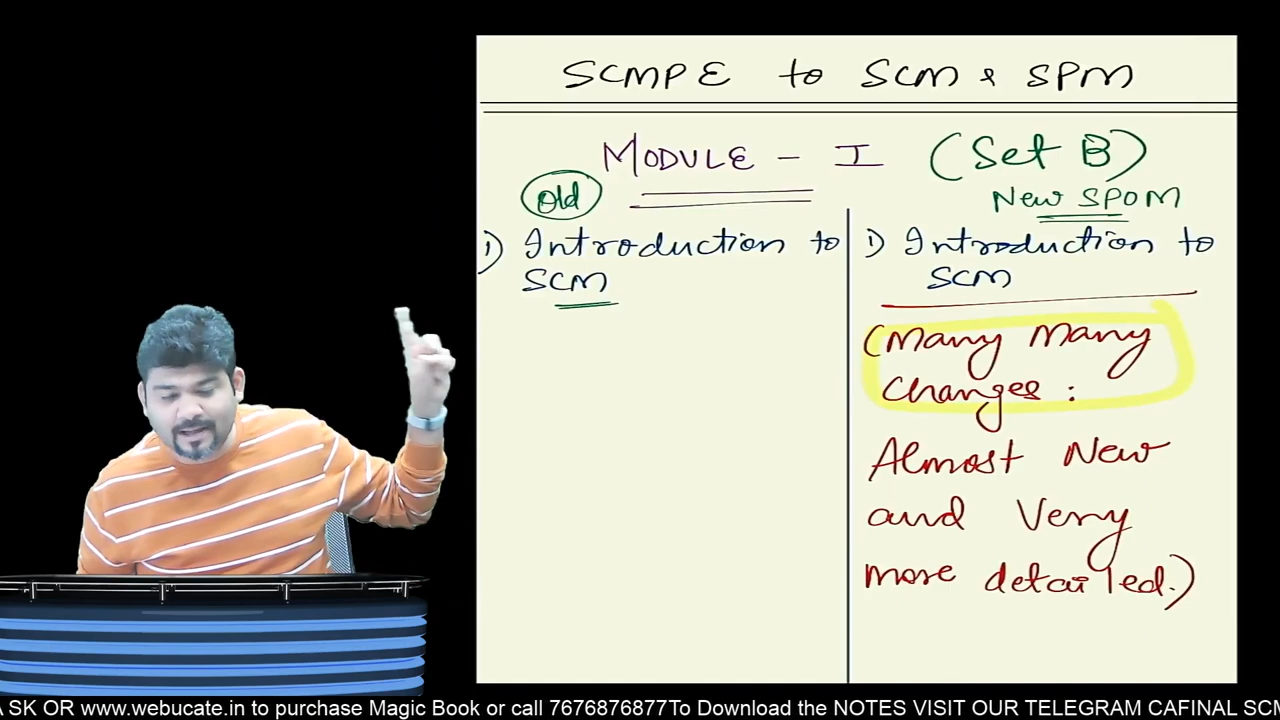 SCMPE to SCM & SPM
MODULE - I (Set B)
Old
New SPOM
1) Introduction to
SCM
1) Introduction to
SCM
(Many Many
Changes:
Almost New
and Very
more detailed.)
A SK OR www.webucate.in to purchase Magic Book or call 7676876877To Download the NOTES VISIT OUR TELEGRAM CAFINAL SCM